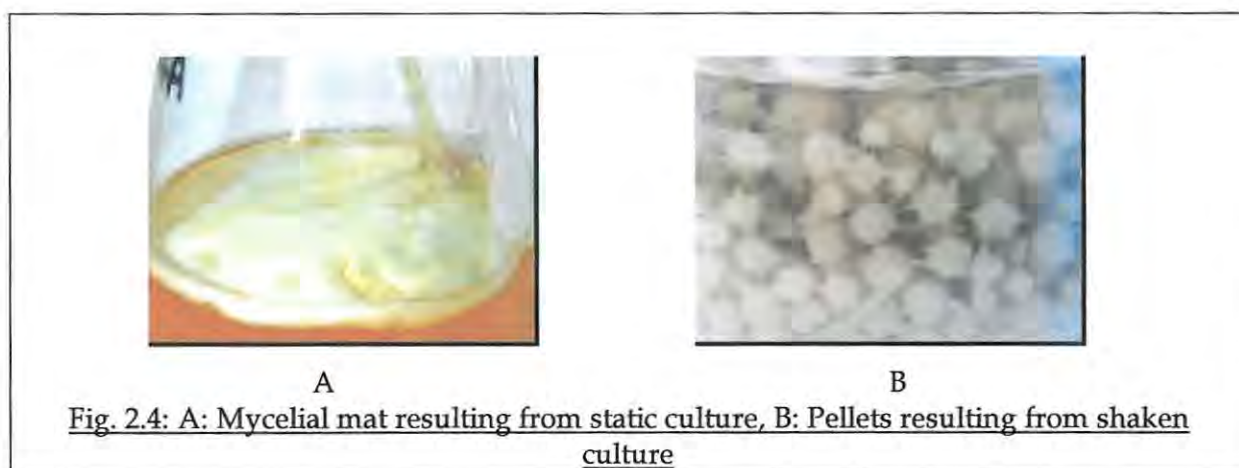 A B
Fig. 2.4: A: Mycelial mat resulting from static culture, B: Pellets resulting from shaken
culture